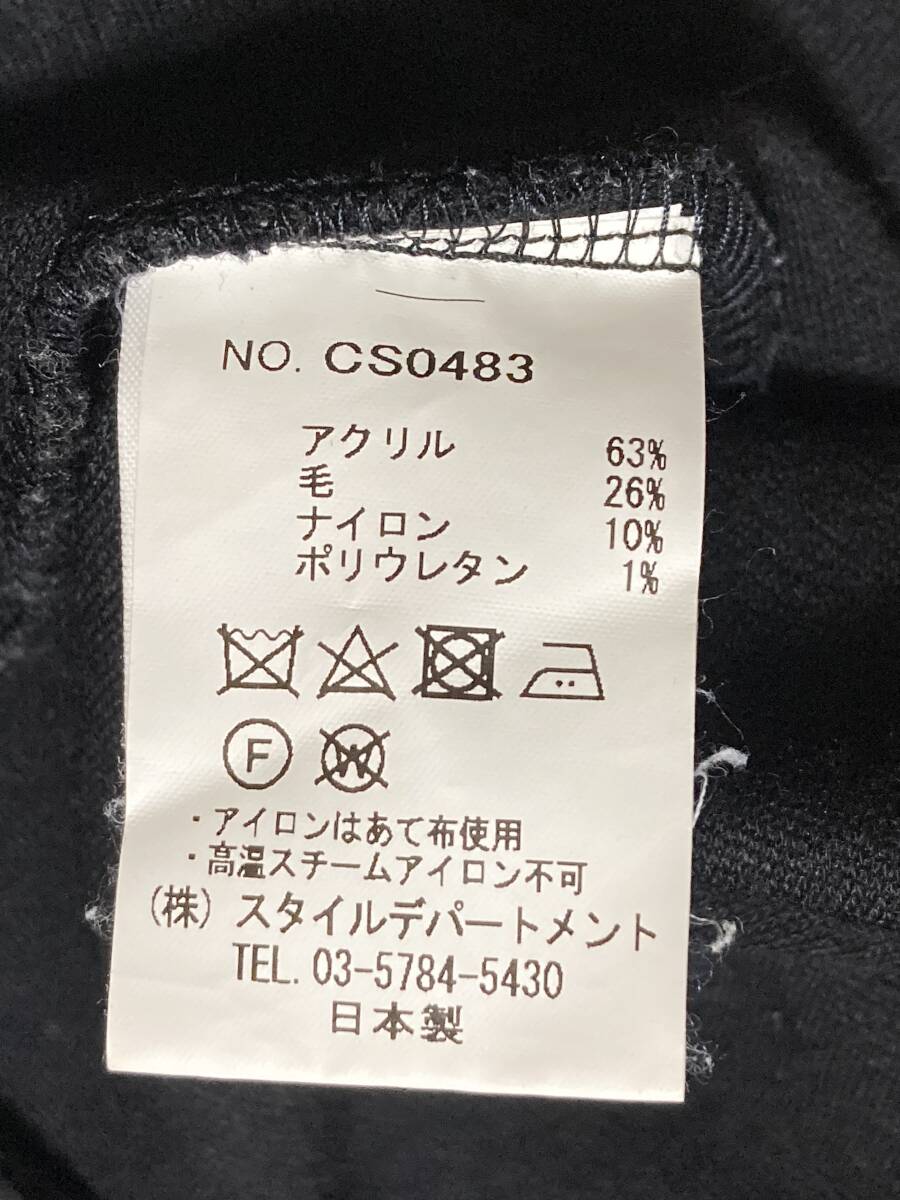 NO. CS0483
アクリル 63%
毛 26%
ナイロン 10%
ポリウレタン 1%
F W
・アイロンはあて布使用
・高温スチームアイロン不可
(株) スタイルデパートメント
TEL. 03-5784-5430
日本製